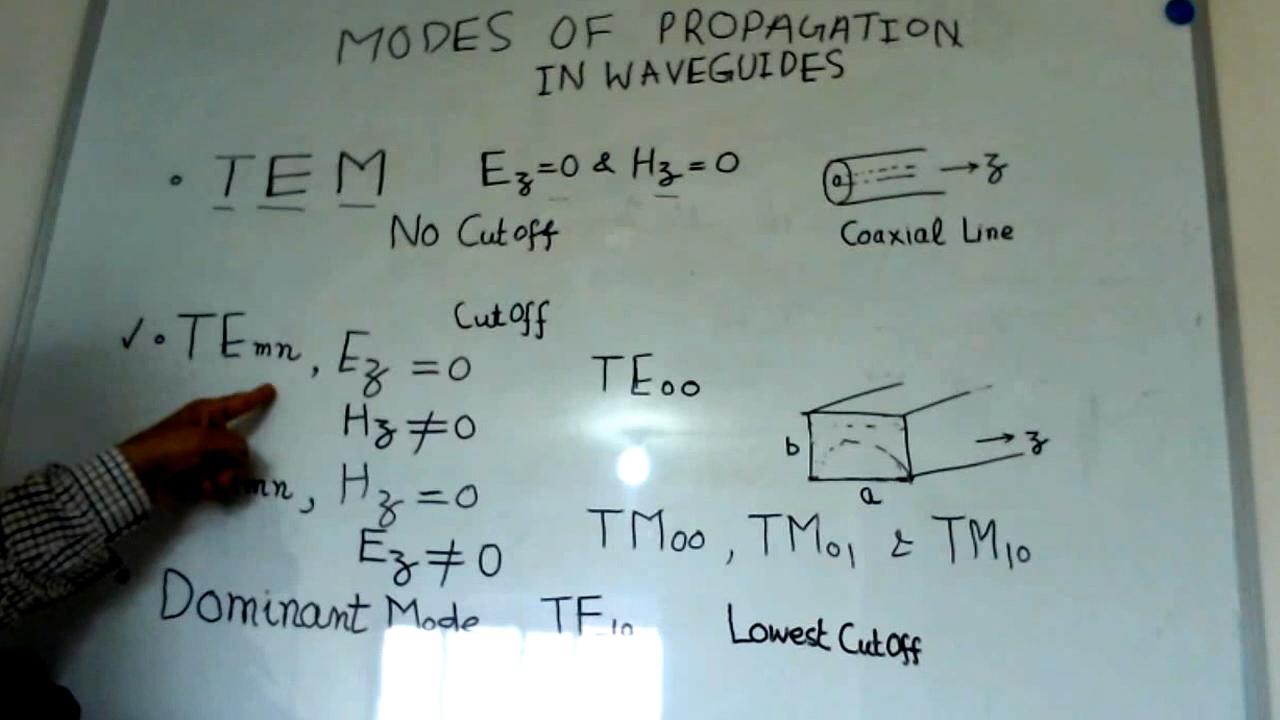 MODES OF PROPAGATION
IN WAVEGUIDES
• TEM Ez=0 & Hz=0 a →z
No Cutoff Coaxial Line
Cutoff
✓• TEmn, Ez=0 TE00
Hz≠0
b →z
mn, Hz=0
a
TM00, TM01 & TM10
Ez≠0
Dominant Mode TE10 Lowest Cutoff